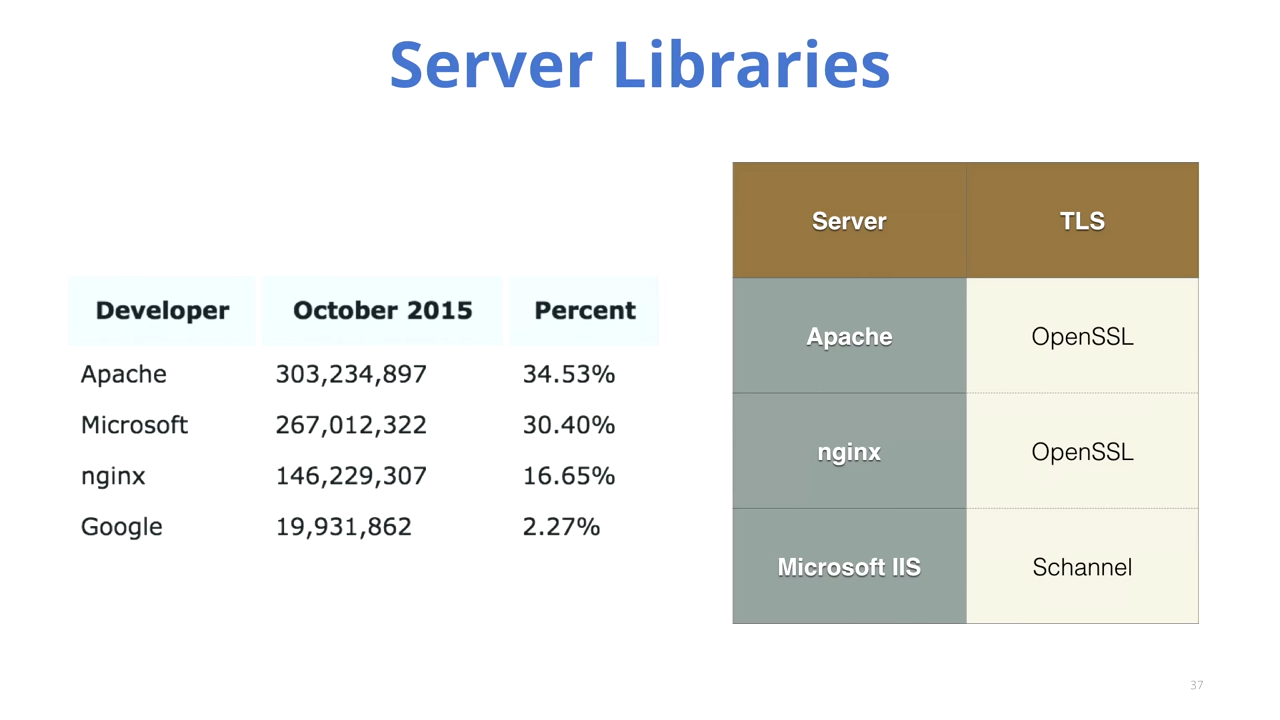 Server Libraries
Developer October 2015 Percent
Apache 303,234,897 34.53%
Microsoft 267,012,322 30.40%
nginx 146,229,307 16.65%
Google 19,931,862 2.27%
Server TLS
Apache OpenSSL
nginx OpenSSL
Microsoft IIS Schannel
37